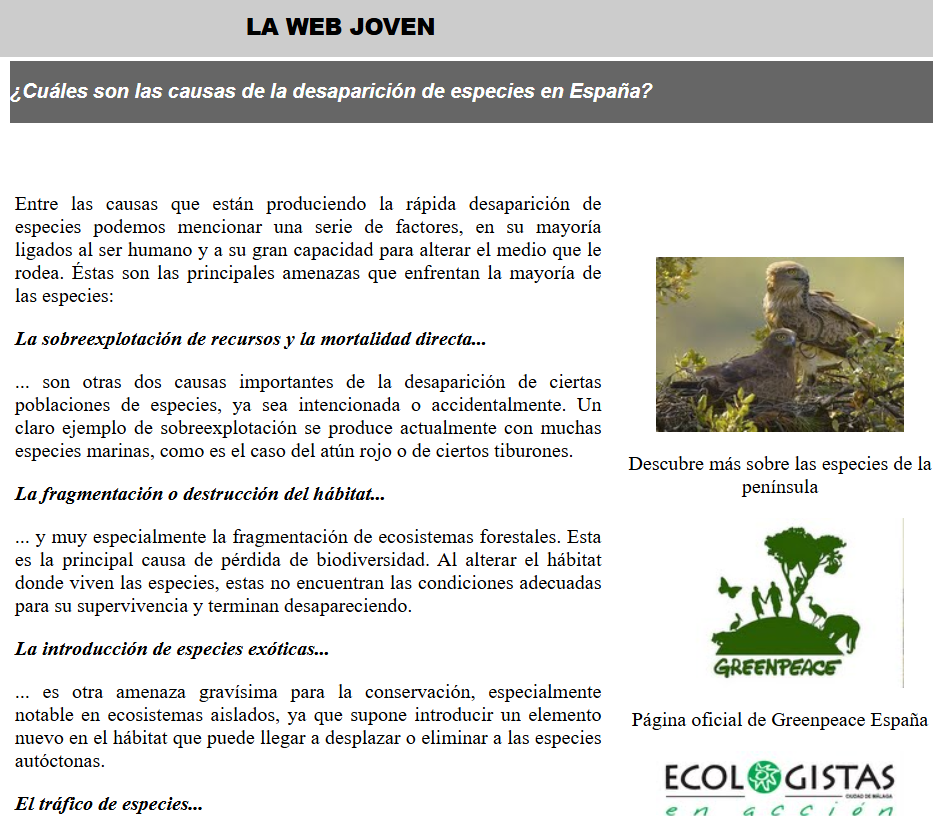 LA WEB JOVEN
¿Cuáles son las causas de la desaparición de especies en España?
Entre las causas que están produciendo la rápida desaparición de
especies podemos mencionar una serie de factores, en su mayoría
ligados al ser humano y a su gran capacidad para alterar el medio que le
rodea. Éstas son las principales amenazas que enfrentan la mayoría de
las especies:
La sobreexplotación de recursos y la mortalidad directa...
... son otras dos causas importantes de la desaparición de ciertas
poblaciones de especies, ya sea intencionada o accidentalmente. Un
claro ejemplo de sobreexplotación se produce actualmente con muchas
especies marinas, como es el caso del atún rojo o de ciertos tiburones.
La fragmentación o destrucción del hábitat...
... y muy especialmente la fragmentación de ecosistemas forestales. Esta
es la principal causa de pérdida de biodiversidad. Al alterar el hábitat
donde viven las especies, estas no encuentran las condiciones adecuadas
para su supervivencia y terminan desapareciendo.
La introducción de especies exóticas...
... es otra amenaza gravísima para la conservación, especialmente
notable en ecosistemas aislados, ya que supone introducir un elemento
nuevo en el hábitat que puede llegar a desplazar o eliminar a las especies
autóctonas.
El tráfico de especies...
Descubre más sobre las especies de la
península
GREENPEACE
Página oficial de Greenpeace España
ECOLOGISTAS
CIUDAD DE MÁLAGA
en acción